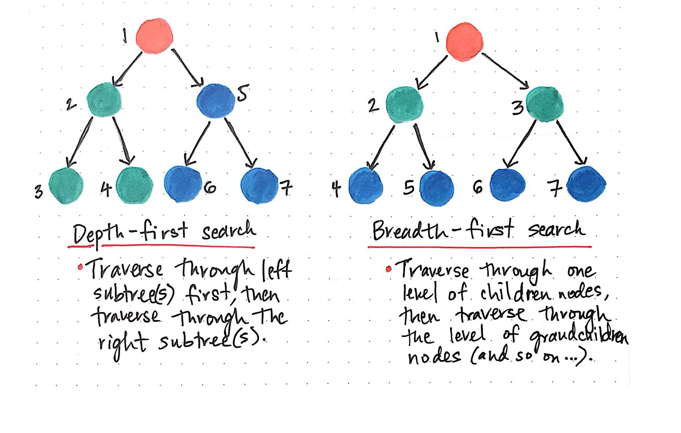 1
2
5
3
4
6
7
Depth-first search
• Traverse through left
subtree(s) first, then
traverse through the
right subtree(s).
1
2
3
4
5
6
7
Breadth-first search
• Traverse through one
level of children nodes,
then traverse through
the level of grandchildren
nodes (and so on...).